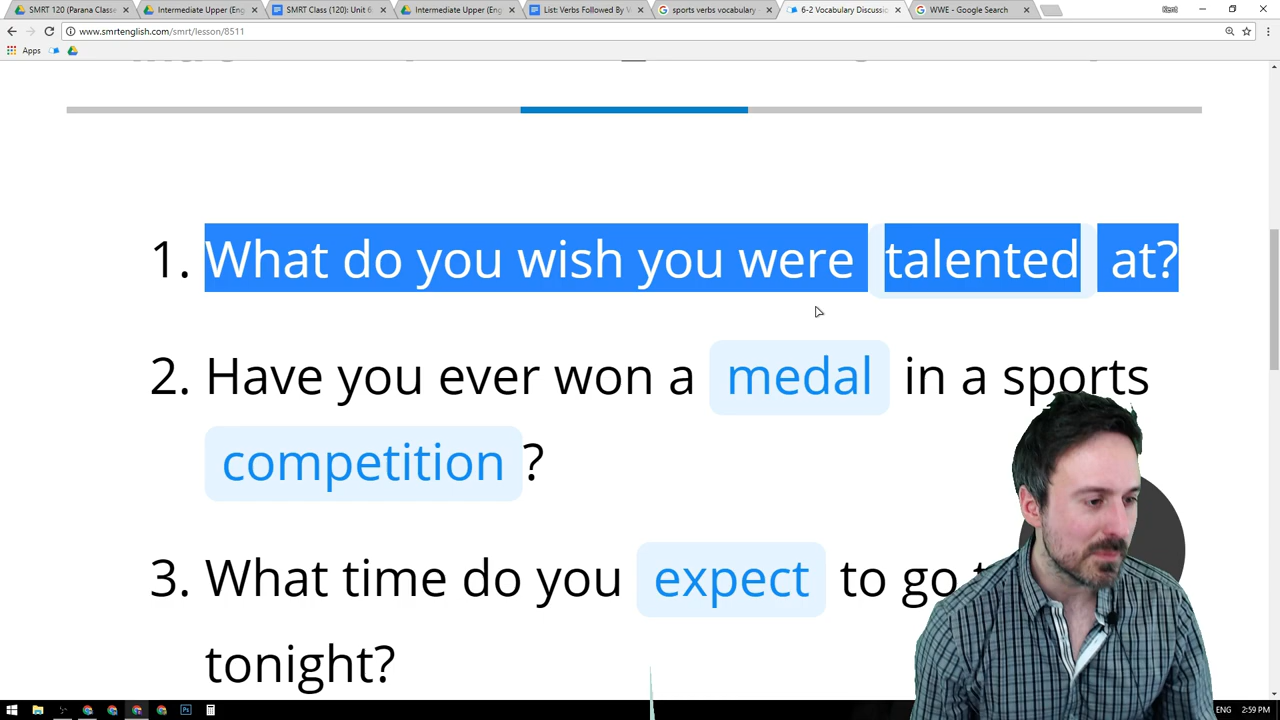 SMRT 120 (Parana Classe
Intermediate Upper (Eng
SMRT Class (120): Unit 6
Intermediate Upper (Eng
List: Verbs Followed By
sports verbs vocabulary
6-2 Vocabulary Discussio
WWE - Google Search
Kent
www.smrtenglish.com/smrt/lesson/8511
Apps
1. What do you wish you were talented at?
2. Have you ever won a medal in a sports
competition?
3. What time do you expect to go
tonight?
ENG 2:59 PM